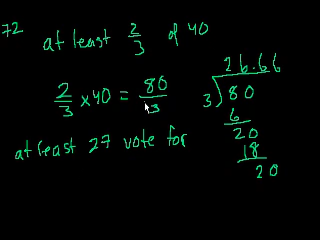 72
at least 2/3 of 40
2/3 x 40 = 80/3
at least 27 vote for
26.66
3 80
6
20
18
20